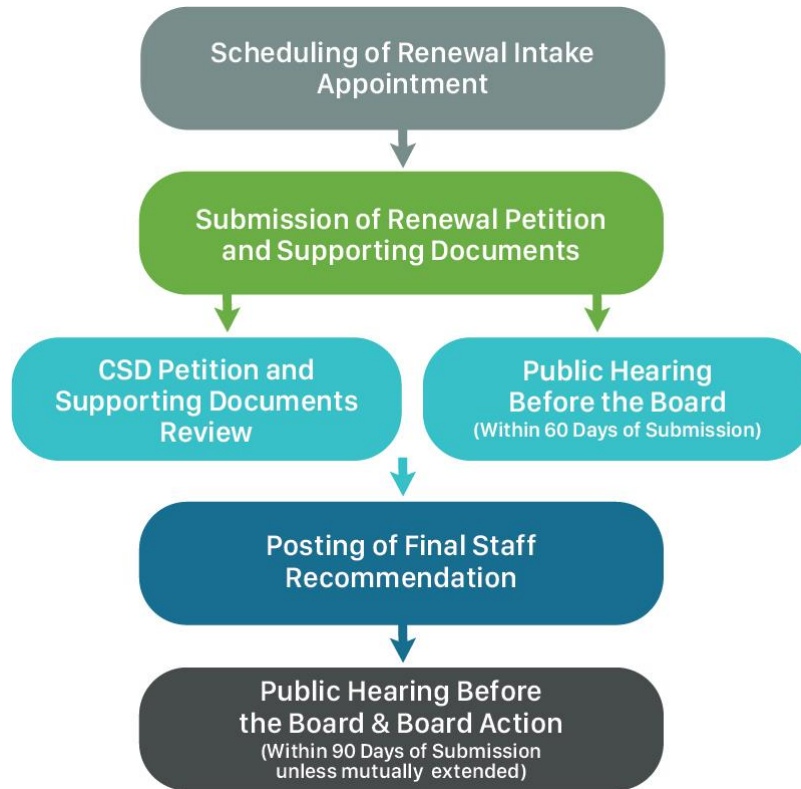 Scheduling of Renewal Intake
Appointment
Submission of Renewal Petition
and Supporting Documents
CSD Petition and
Supporting Documents
Review
Public Hearing
Before the Board
(Within 60 Days of Submission)
Posting of Final Staff
Recommendation
Public Hearing Before
the Board & Board Action
(Within 90 Days of Submission
unless mutually extended)